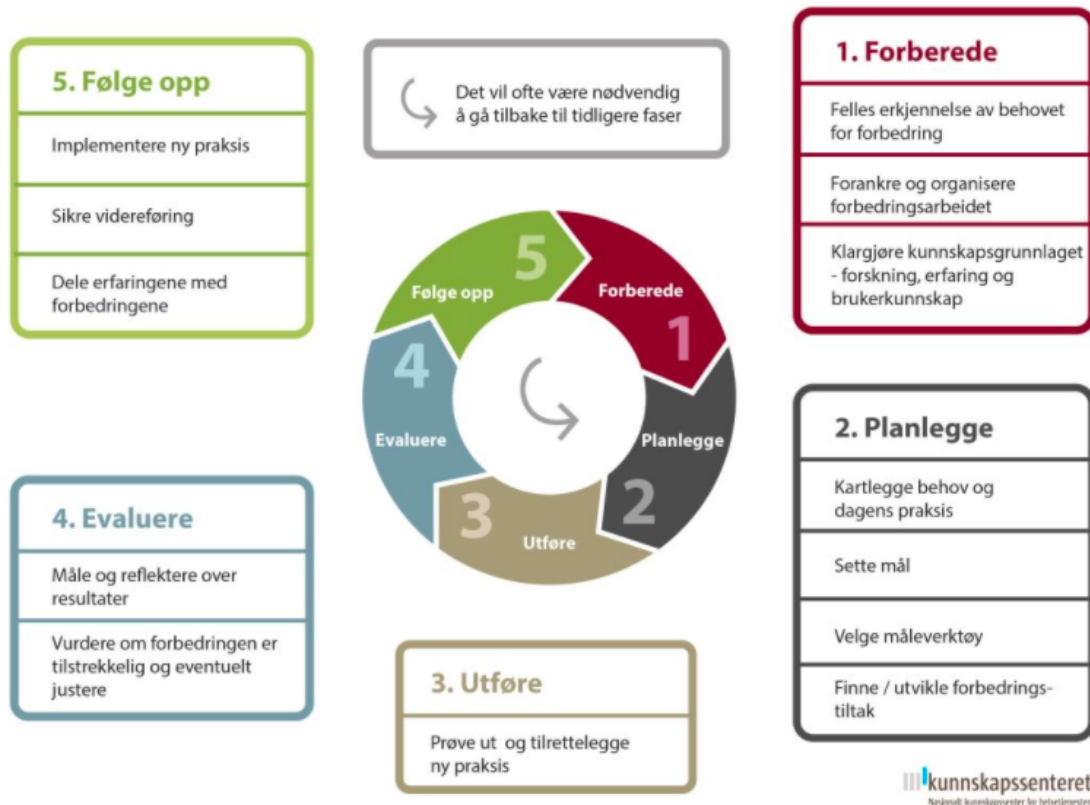 5. Følge opp
Implementere ny praksis
Sikre videreføring
Dele erfaringene med
forbedringene
Det vil ofte være nødvendig
å gå tilbake til tidligere faser
1. Forberede
Felles erkjennelse av behovet
for forbedring
Forankre og organisere
forbedringsarbeidet
Klargjøre kunnskapsgrunnlaget
- forskning, erfaring og
brukerkunnskap
5
Følge opp
Forberede
1
4
Evaluere
Planlegge
2
3
Utføre
2. Planlegge
Kartlegge behov og
dagens praksis
Sette mål
Velge måleverktøy
Finne / utvikle forbedrings-
tiltak
4. Evaluere
Måle og reflektere over
resultater
Vurdere om forbedringen er
tilstrekkelig og eventuelt
justere
3. Utføre
Prøve ut og tilrettelegge
ny praksis
kunnskapssenteret
Nasjonalt kunnskapssenter for helsetjenesten